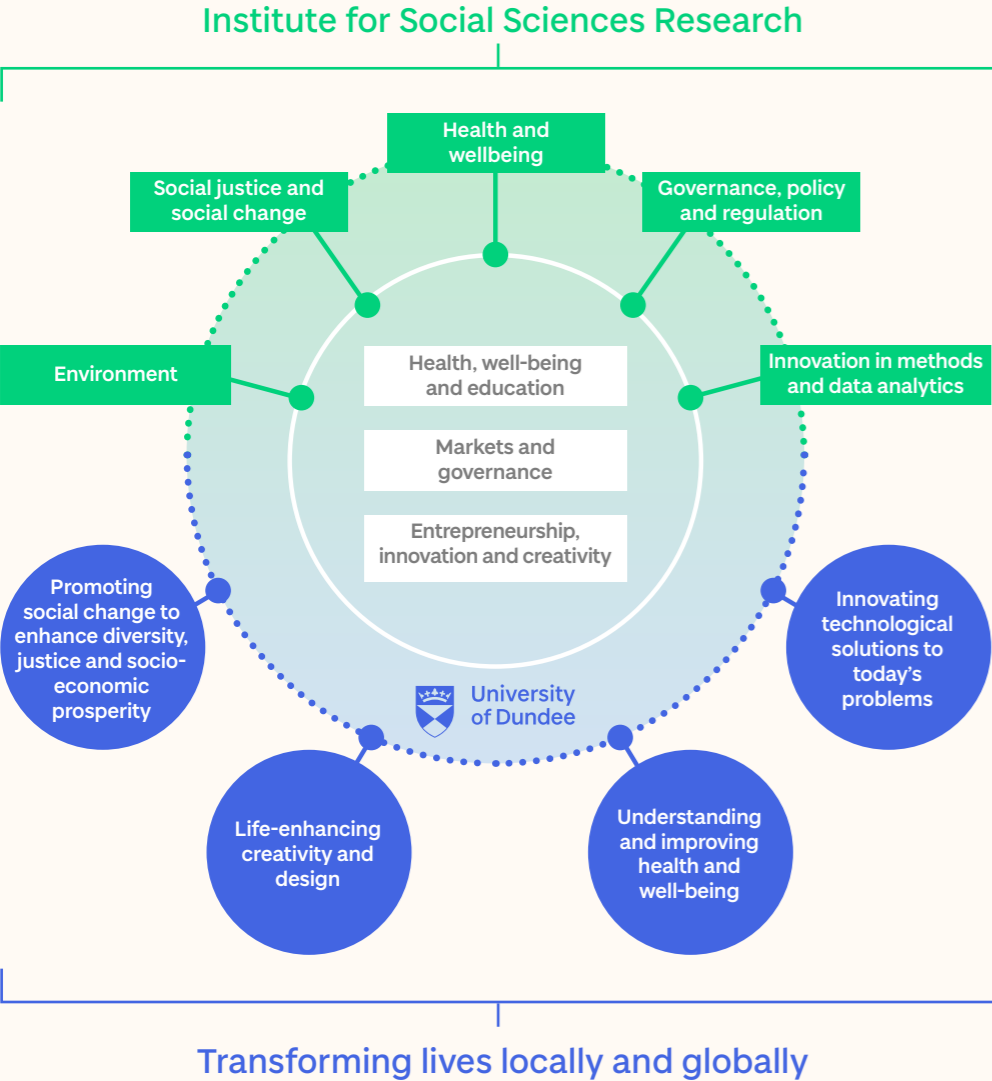 Institute for Social Sciences Research
Health and
wellbeing
Social justice and
social change
Governance, policy
and regulation
Environment
Innovation in methods
and data analytics
Health, well-being
and education
Markets and
governance
Entrepreneurship,
innovation and creativity
Promoting
social change to
enhance diversity,
justice and socio-
economic
prosperity
Innovating
technological
solutions to
today’s
problems
University
of Dundee
Life-enhancing
creativity and
design
Understanding
and improving
health and
well-being
Transforming lives locally and globally